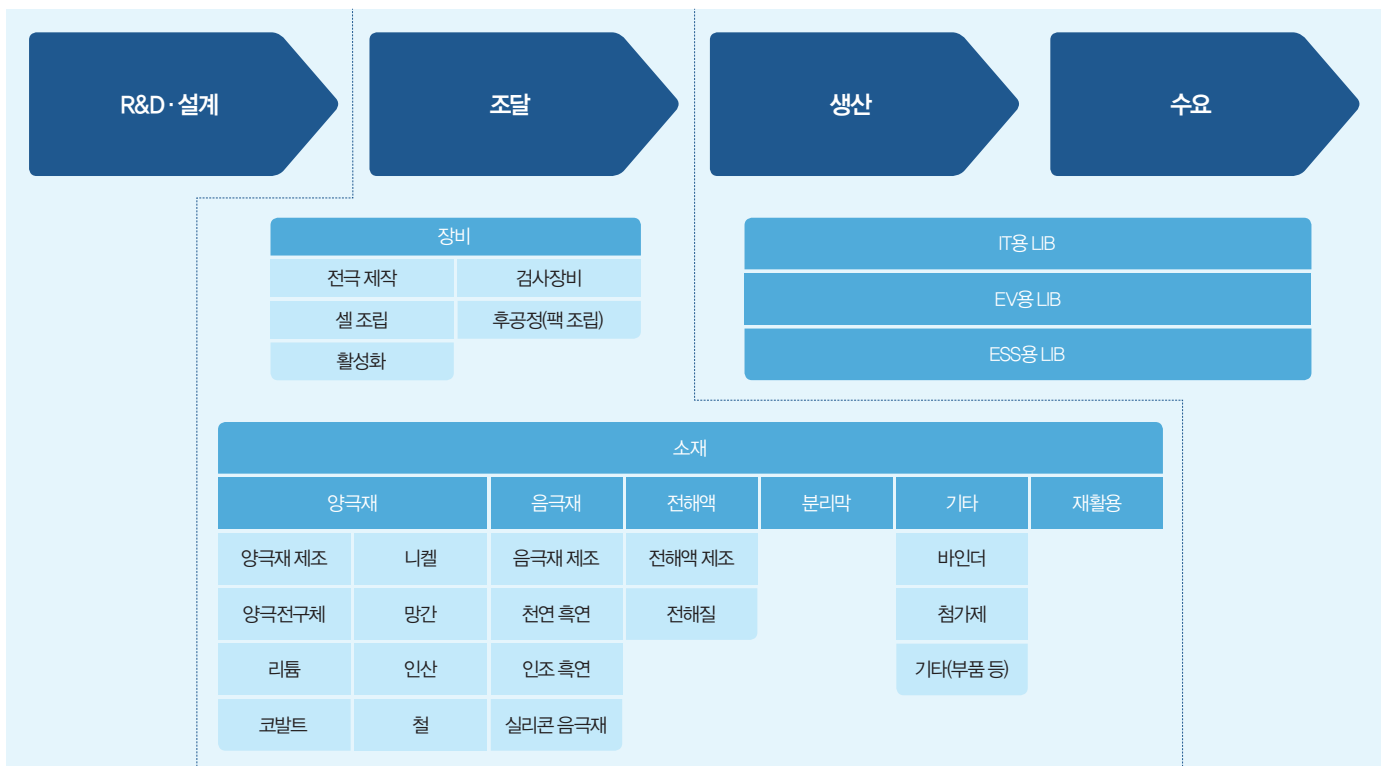 R&D · 설계
조달
생산
수요
장비
전극 제작
검사장비
셀 조립
후공정(팩 조립)
활성화
IT용 LIB
EV용 LIB
ESS용 LIB
소재
양극재
음극재
전해액
분리막
기타
재활용
양극재 제조
니켈
음극재 제조
전해액 제조
바인더
양극전구체
망간
천연 흑연
전해질
첨가제
리튬
인산
인조 흑연
기타(부품 등)
코발트
철
실리콘 음극재